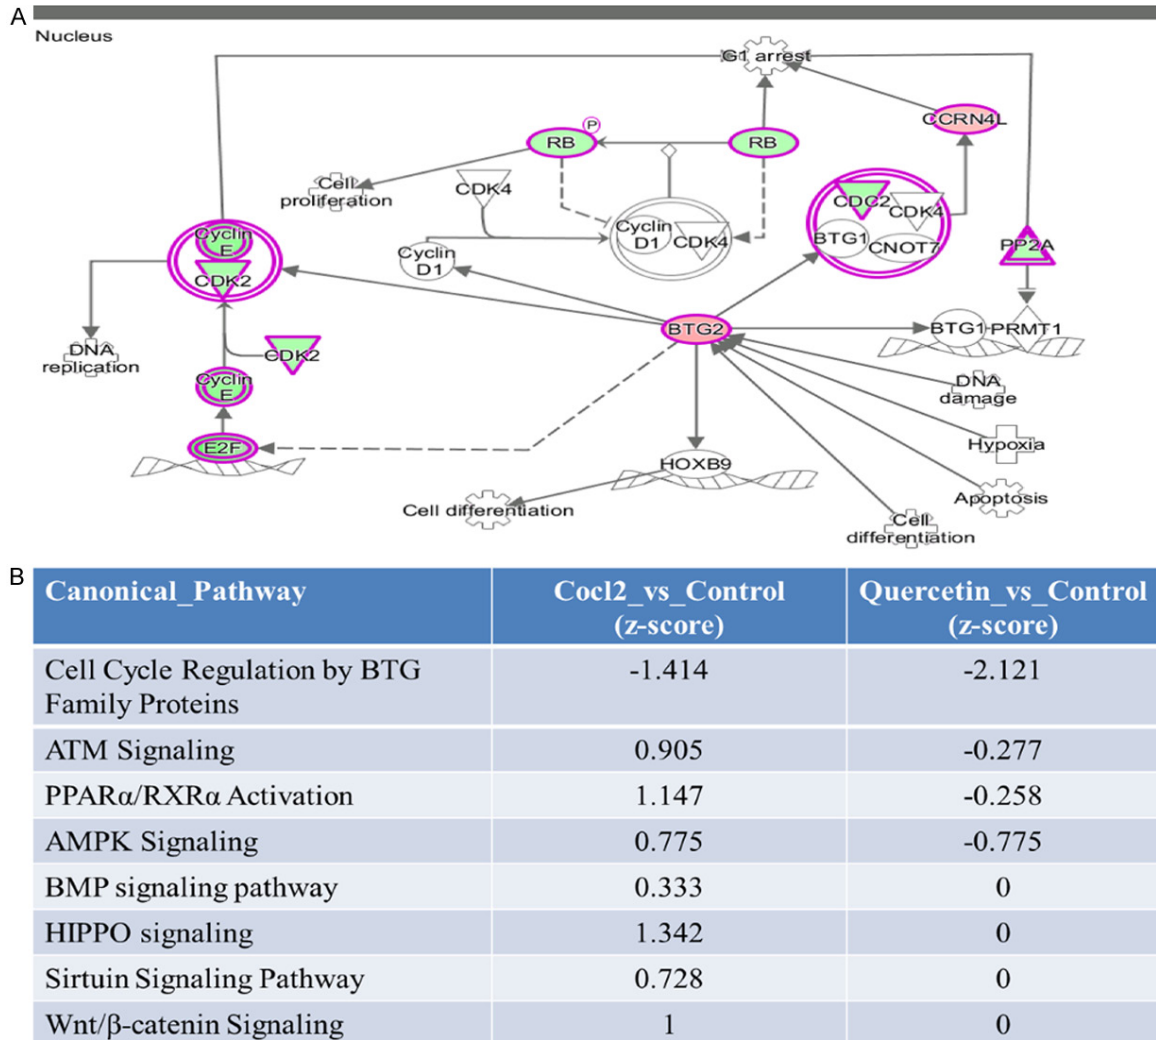 A
Nucleus
G1 arrest
CCRN4L
RB
P
RB
Cell
proliferation
CDK4
CDC2
CDK4
Cyclin
D1
CDK4
BTG1
CNOT7
Cyclin
E
CDK2
Cyclin
D1
PP2A
BTG2
BTG1
PRMT1
DNA
replication
CDK2
Cyclin
E
DNA
damage
E2F
Hypoxia
HOXB9
Apoptosis
Cell differentiation
Cell
differentiation
B
Canonical_Pathway Cocl2_vs_Control Quercetin_vs_Control
(z-score) (z-score)
Cell Cycle Regulation by BTG -1.414 -2.121
Family Proteins
ATM Signaling 0.905 -0.277
PPARα/RXRα Activation 1.147 -0.258
AMPK Signaling 0.775 -0.775
BMP signaling pathway 0.333 0
HIPPO signaling 1.342 0
Sirtuin Signaling Pathway 0.728 0
Wnt/β-catenin Signaling 1 0